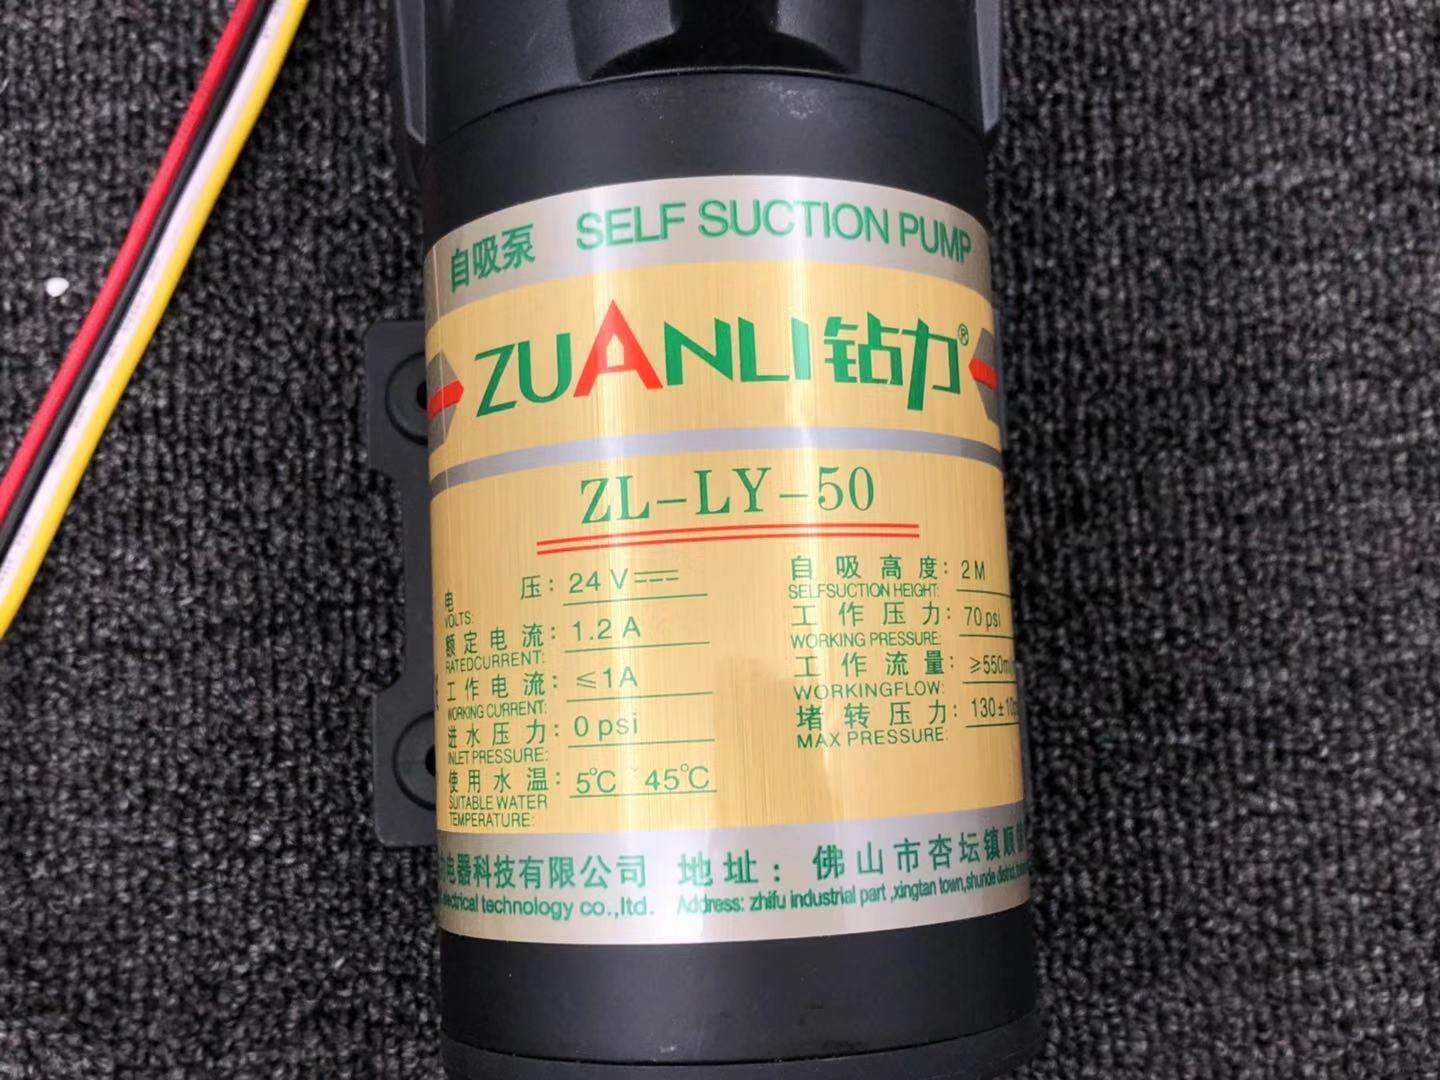 自吸泵 SELF SUCTION PUMP
ZUANLI 钻力®
ZL-LY-50
电 压: 24 V
VOLTS:
额定电流: 1.2 A
RATEDCURRENT:
工作电流: ≤1A
WORKING CURRENT:
进水压力: 0 psi
INLET PRESSURE:
使用水温: 5℃~45℃
SUITABLE WATER
TEMPERATURE:
自吸高度: 2 M
SELFSUCTION HEIGHT:
工作压力: 70 psi
WORKING PRESSURE:
工作流量: ≥550m
WORKINGFLOW:
堵转压力: 130±10
MAX PRESSURE:
电器科技有限公司 地址: 佛山市杏坛镇顺
technology co.,ltd. Address: zhifu industrial part ,xingtan town,shunde district,